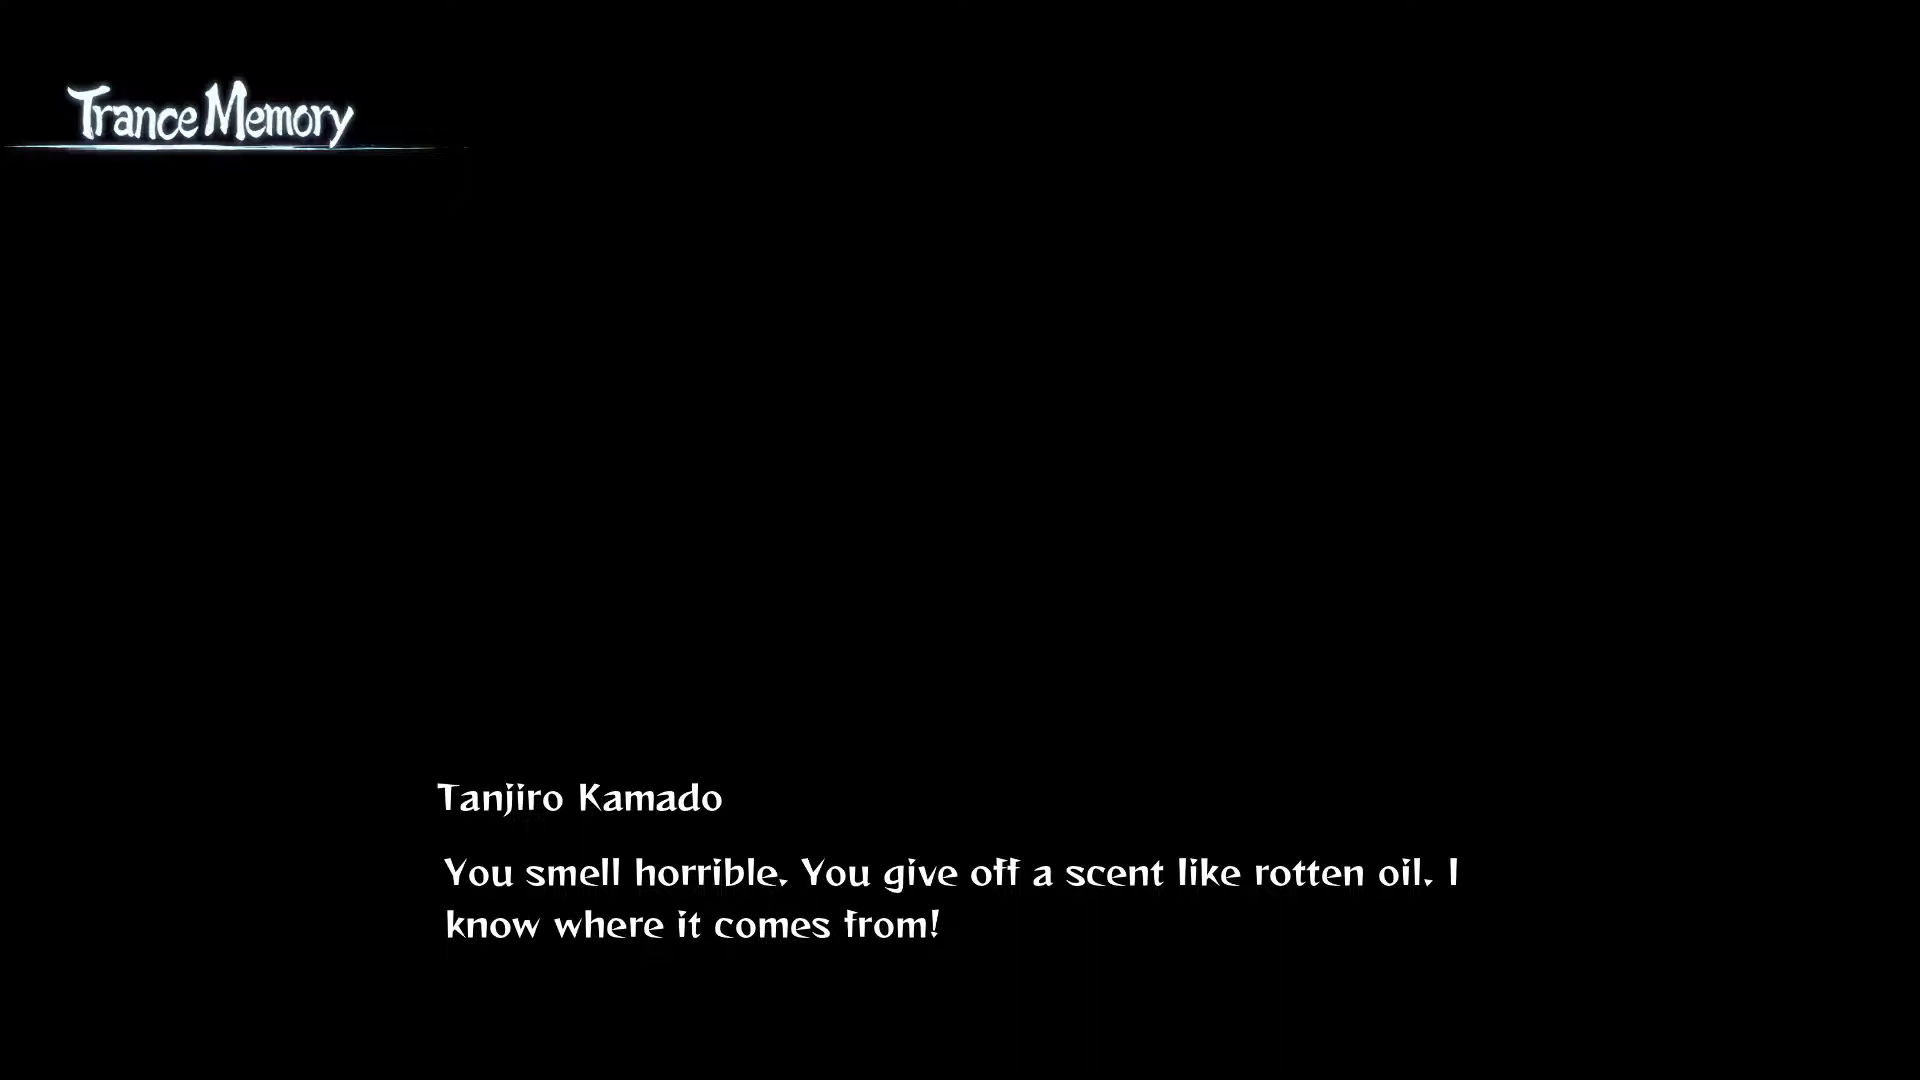 Trance Memory
Tanjiro Kamado
You smell horrible. You give off a scent like rotten oil. I
know where it comes from!